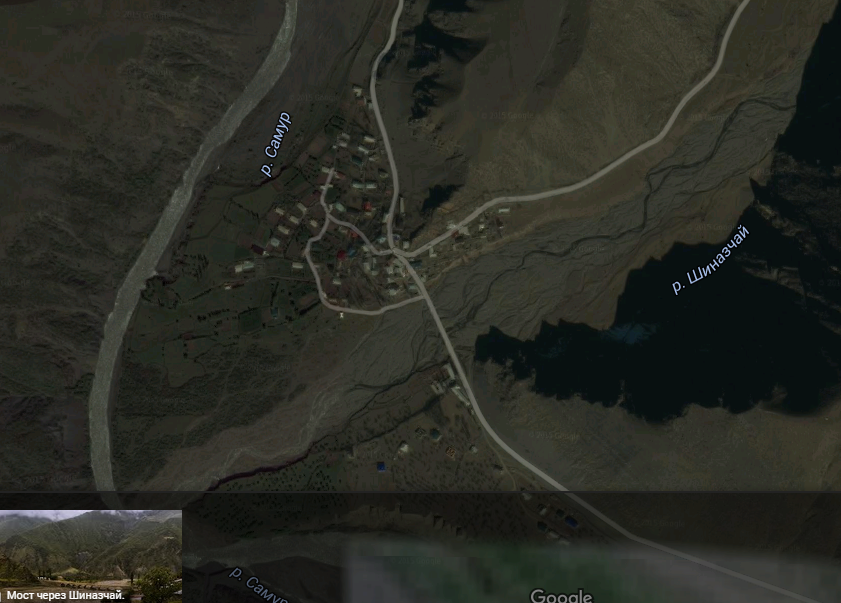 р. Самур
р. Шиназчай
Мост через Шиназчай.
р. Самур
Google